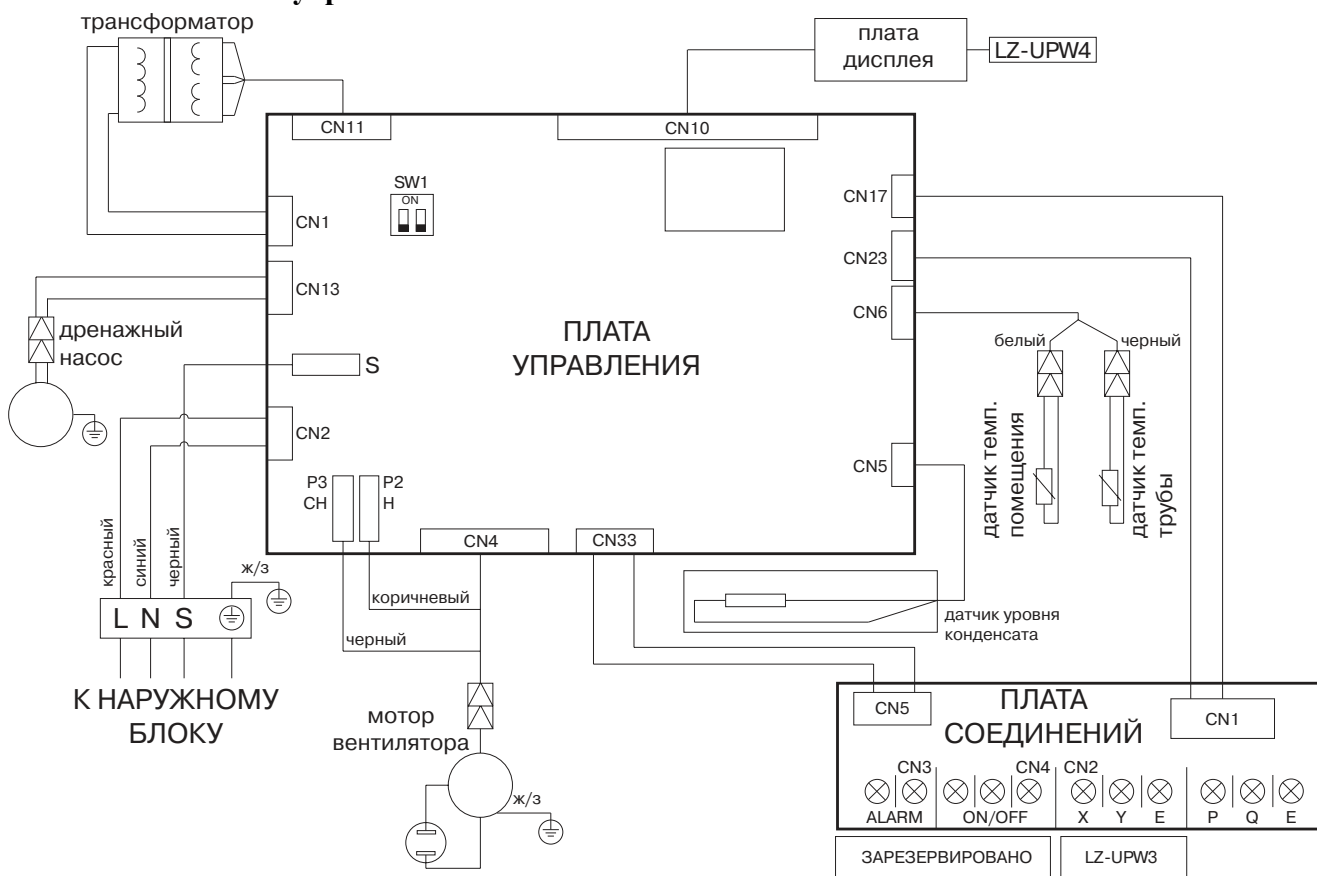 трансформатор
плата
дисплея
LZ-UPW4
CN11
CN10
SW1
ON
CN17
CN1
CN23
CN13
CN6
дренажный
насос
ПЛАТА
УПРАВЛЕНИЯ
белый
черный
S
CN2
датчик темп.
помещения
датчик темп.
трубы
CN5
P3
CH
P2
H
CN4
CN33
красный
синий
черный
ж/з
коричневый
черный
L N S
датчик уровня
конденсата
К НАРУЖНОМУ
БЛОКУ
мотор
вентилятора
ж/з
CN5
ПЛАТА
СОЕДИНЕНИЙ
CN1
CN3
CN4
CN2
ALARM
ON/OFF
X Y E
P Q E
ЗАРЕЗЕРВИРОВАНО
LZ-UPW3